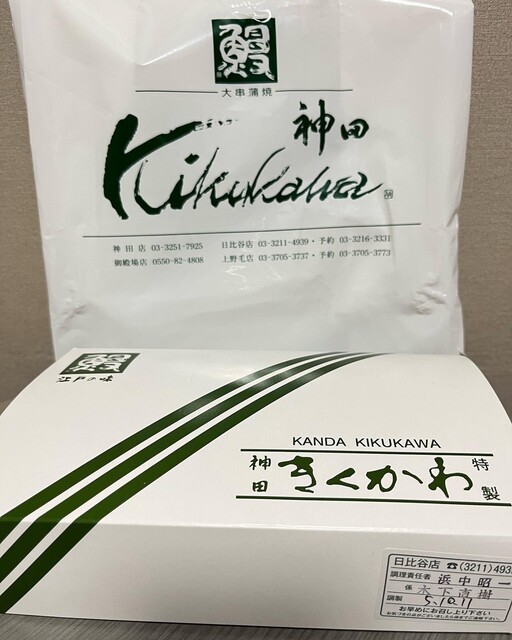 鰻
大串蒲焼
神田
Kikukawa
神田店 03-3251-7925 日比谷店 03-3211-4939・予約 03-3216-3331
御殿場店 0550-82-4808 上野毛店 03-3705-3737・予約 03-3705-3773
鰻
江戸の味
KANDA KIKUKAWA
神田 きくかわ 特製
日比谷店 ☎(3211)493
調理責任者 浜中昭一
係 木下直樹
調製 5.10.11
お早めにお召し上り下さい